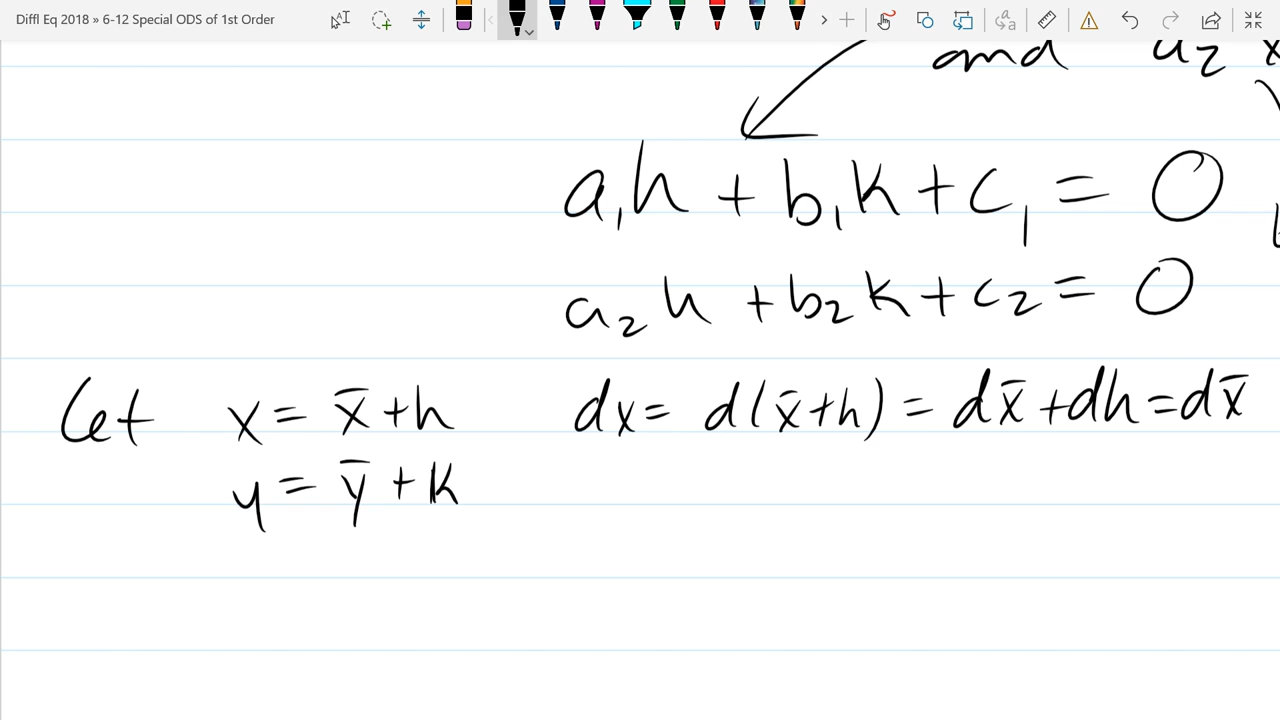 Diffl Eq 2018 » 6-12 Special ODS of 1st Order
and a₂ x
a₁h + b₁k + c₁ = 0
a₂h + b₂k + c₂ = 0
Let x = x̄ + h dx = d(x̄+h) = dx̄ + dh = dx̄
y = ȳ + k